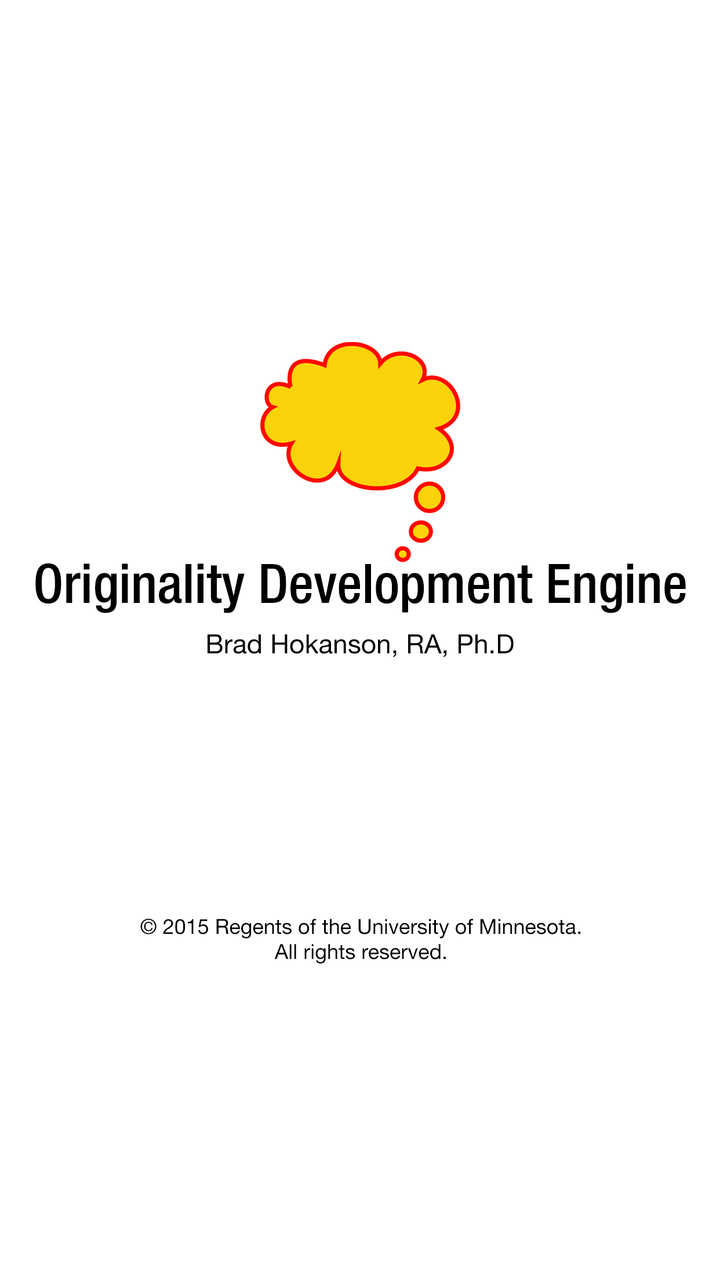 Originality Development Engine
Brad Hokanson, RA, Ph.D
© 2015 Regents of the University of Minnesota.
All rights reserved.